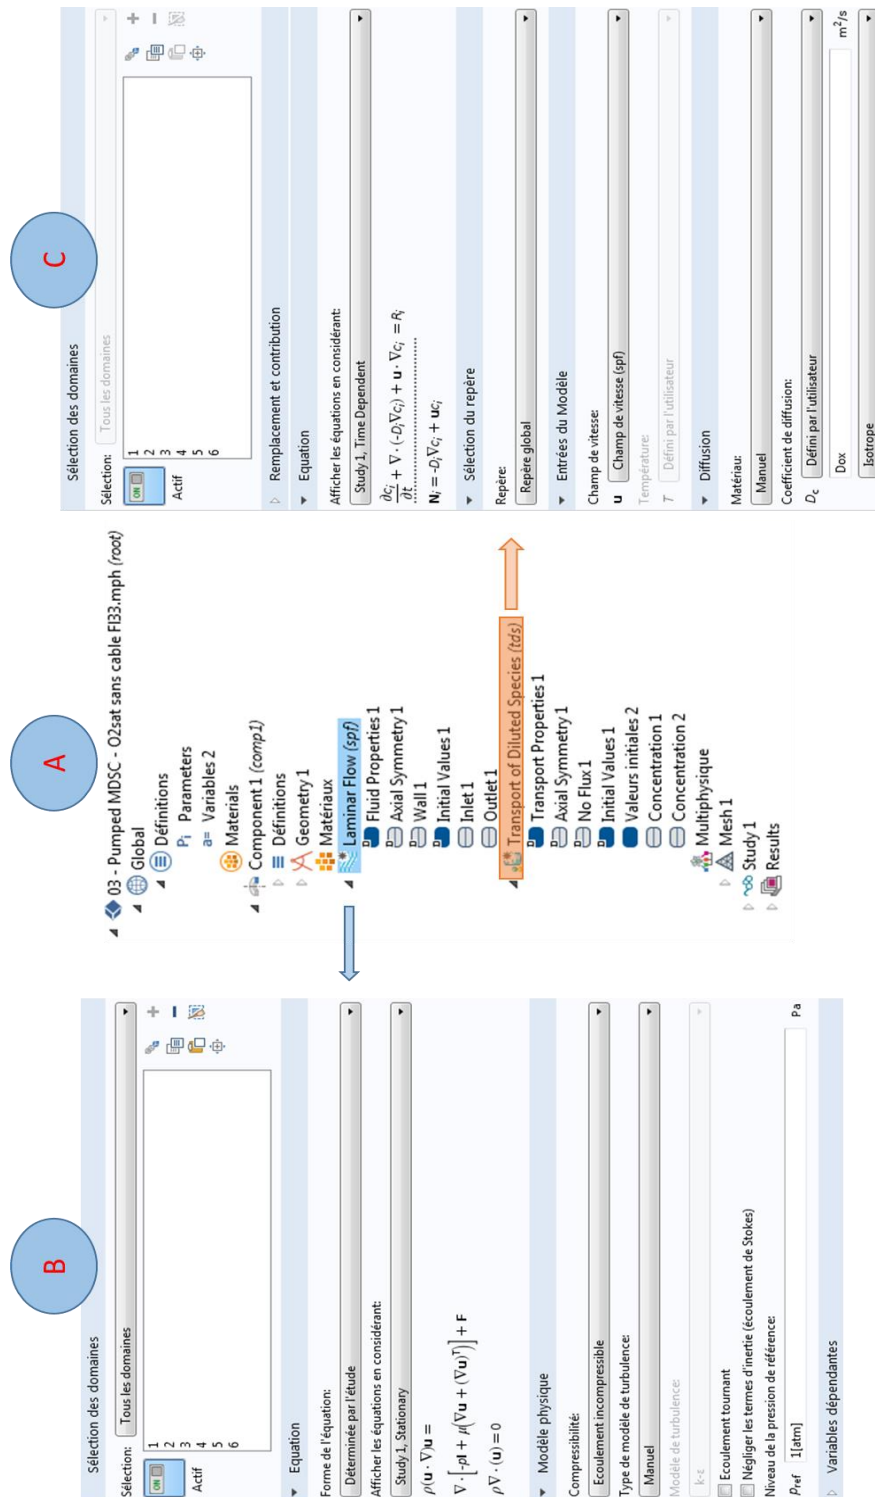 B
Sélection des domaines
Sélection: Tous les domaines
ON
Actif
1
2
3
4
5
6
Equation
Forme de l'équation:
Déterminée par l'étude
Afficher les équations en considérant:
Study 1, Stationary
ρ(u · ∇)u =
∇ · [-pI + μ(∇u + (∇u)ᵀ)] + F
ρ∇ · (u) = 0
Modèle physique
Compressibilité:
Ecoulement incompressible
Type de modèle de turbulence:
Manuel
Modèle de turbulence:
k-ε
Ecoulement tournant
Négliger les termes d'inertie (écoulement de Stokes)
Niveau de la pression de référence:
pref 1[atm] Pa
Variables dépendantes
A
03 - Pumped MDSC - O2sat sans cable FI33.mph (root)
Global
Définitions
Pi Parameters
a= Variables 2
Materials
Component 1 (comp1)
Définitions
Geometry 1
Matériaux
Laminar Flow (spf)
Fluid Properties 1
Axial Symmetry 1
Wall 1
Initial Values 1
Inlet 1
Outlet 1
Transport of Diluted Species (tds)
Transport Properties 1
Axial Symmetry 1
No Flux 1
Initial Values 1
Valeurs initiales 2
Concentration 1
Concentration 2
Multiphysique
Mesh 1
Study 1
Results
C
Sélection des domaines
Sélection: Tous les domaines
ON
Actif
1
2
3
4
5
6
Remplacement et contribution
Equation
Afficher les équations en considérant:
Study 1, Time Dependent
∂cᵢ/∂t + ∇ · (-Dᵢ∇cᵢ) + u · ∇cᵢ = Rᵢ
Nᵢ = -Dᵢ∇cᵢ + ucᵢ
Sélection du repère
Repère:
Repère global
Entrées du Modèle
Champ de vitesse:
u Champ de vitesse (spf)
Température:
T Défini par l'utilisateur
Diffusion
Matériau:
Manuel
Coefficient de diffusion:
Dc Défini par l'utilisateur
Dox m²/s
Isotrope